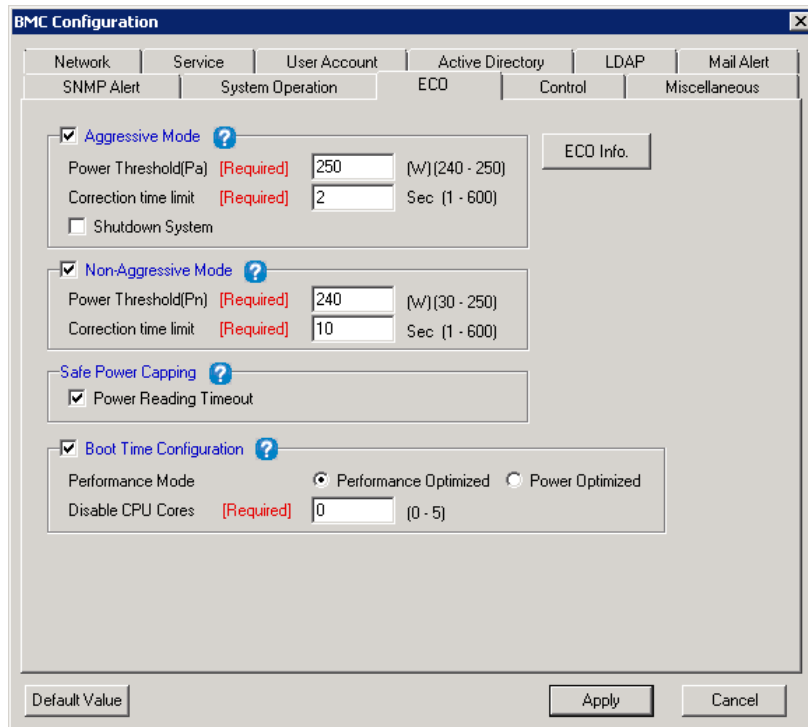 BMC Configuration
Network Service User Account Active Directory LDAP Mail Alert
SNMP Alert System Operation ECO Control Miscellaneous
Aggressive Mode ?
ECO Info.
Power Threshold(Pa) [Required] 250 (W)(240 - 250)
Correction time limit [Required] 2 Sec (1 - 600)
Shutdown System
Non-Aggressive Mode ?
Power Threshold(Pn) [Required] 240 (W)(30 - 250)
Correction time limit [Required] 10 Sec (1 - 600)
Safe Power Capping ?
Power Reading Timeout
Boot Time Configuration ?
Performance Mode Performance Optimized Power Optimized
Disable CPU Cores [Required] 0 (0 - 5)
Default Value Apply Cancel